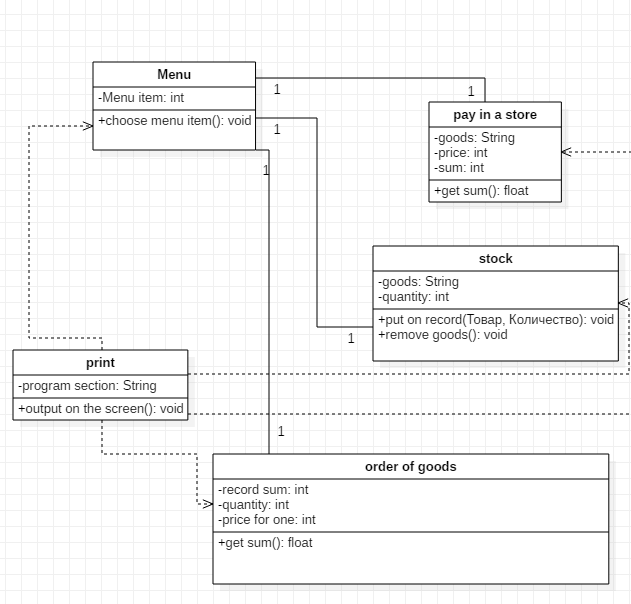 Menu
-Menu item: int
+choose menu item(): void
1
1
1
1
pay in a store
-goods: String
-price: int
-sum: int
+get sum(): float
stock
-goods: String
-quantity: int
+put on record(Товар, Количество): void
+remove goods(): void
1
print
-program section: String
+output on the screen(): void
1
order of goods
-record sum: int
-quantity: int
-price for one: int
+get sum(): float